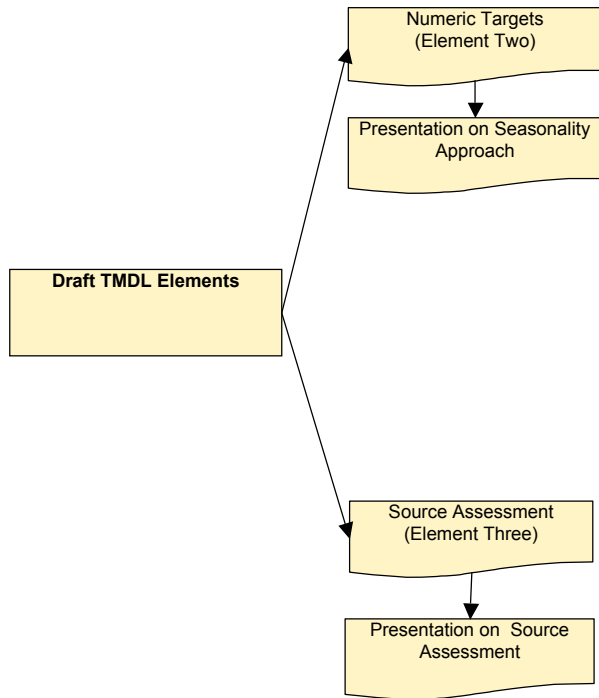 Numeric Targets
(Element Two)
Presentation on Seasonality
Approach
Draft TMDL Elements
Source Assessment
(Element Three)
Presentation on  Source
Assessment